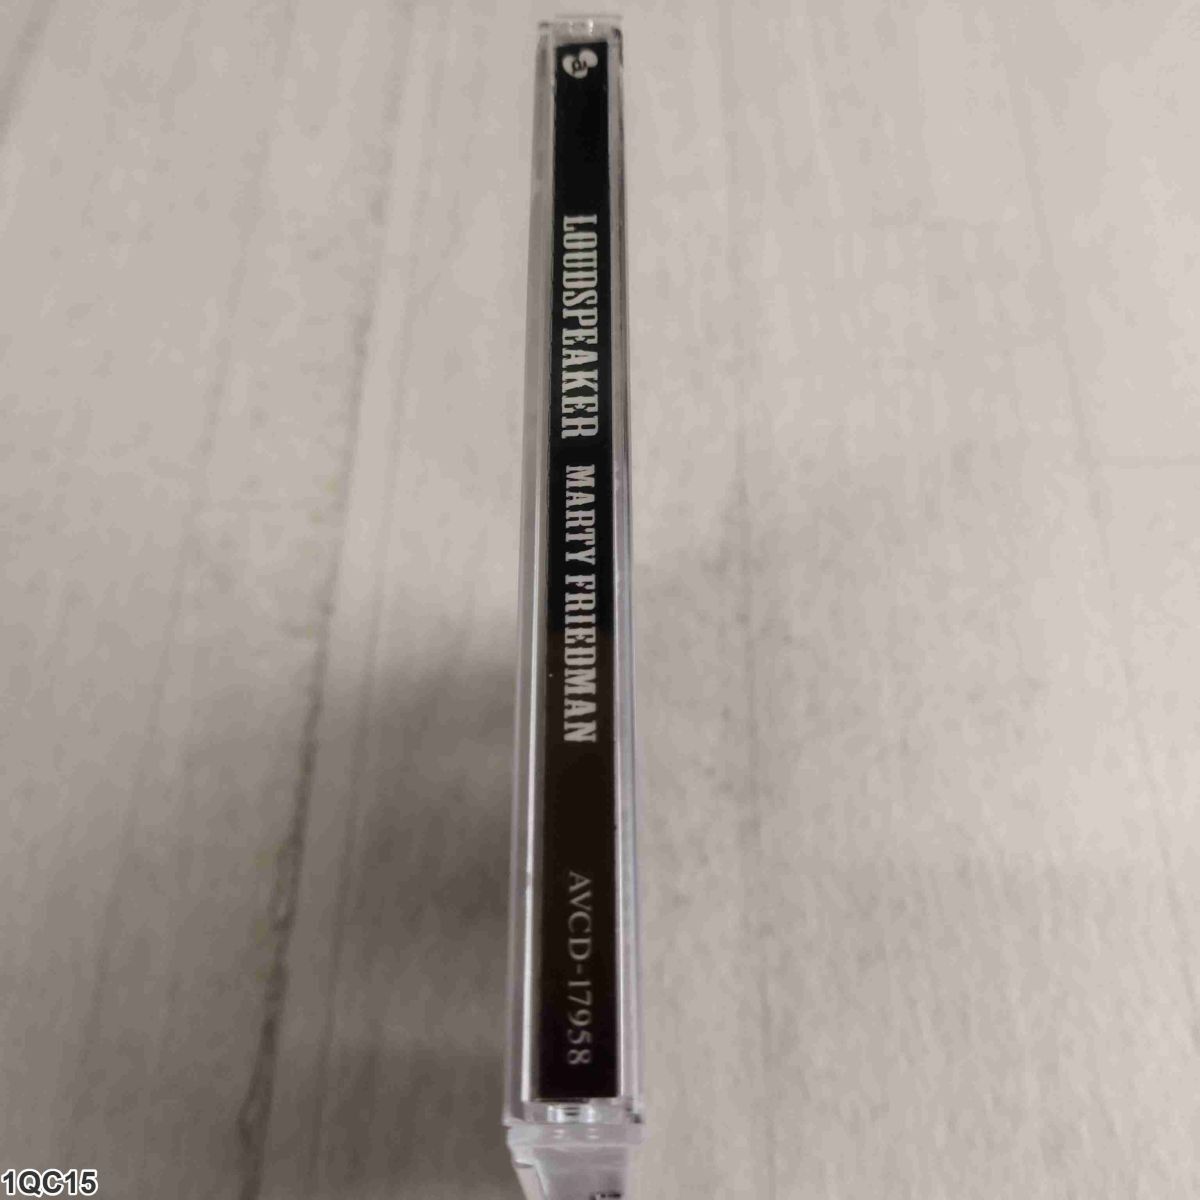 a
LOUDSPEAKER MARTY FRIEDMAN
AVCD-17958
1QC15